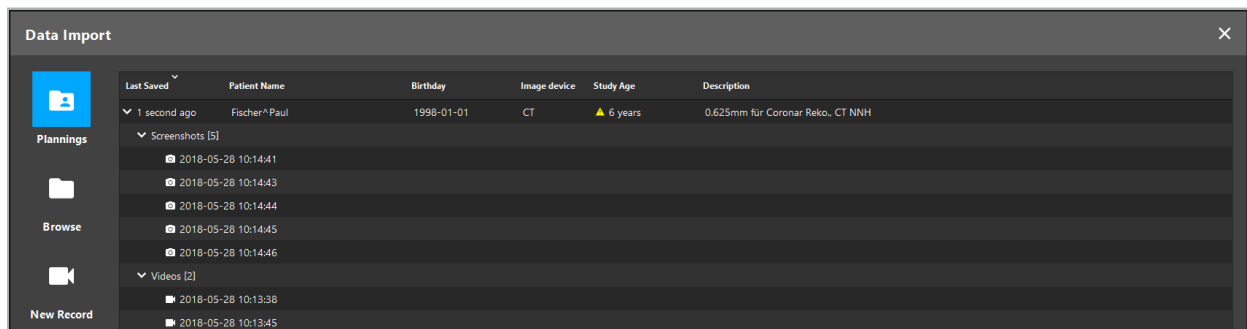 Data Import
Last Saved Patient Name Birthday Image device Study Age Description
1 second ago Fischer^Paul 1998-01-01 CT 6 years 0.625mm für Coronar Reko., CT NNH
Plannings
Screenshots [5]
2018-05-28 10:14:41
2018-05-28 10:14:43
2018-05-28 10:14:44
2018-05-28 10:14:45
Browse
2018-05-28 10:14:46
Videos [2]
2018-05-28 10:13:38
New Record
2018-05-28 10:13:45